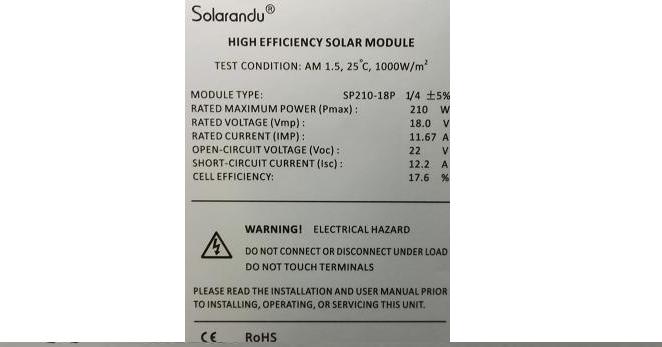 Solarandu®
HIGH EFFICIENCY SOLAR MODULE
TEST CONDITION: AM 1.5, 25°C, 1000W/m²
MODULE TYPE: SP210-18P 1/4 ±5%
RATED MAXIMUM POWER (Pmax) : 210 W
RATED VOLTAGE (Vmp) : 18.0 V
RATED CURRENT (IMP) : 11.67 A
OPEN-CIRCUIT VOLTAGE (Voc) : 22 V
SHORT-CIRCUIT CURRENT (Isc) : 12.2 A
CELL EFFICIENCY: 17.6 %
WARNING! ELECTRICAL HAZARD
DO NOT CONNECT OR DISCONNECT UNDER LOAD
DO NOT TOUCH TERMINALS
PLEASE READ THE INSTALLATION AND USER MANUAL PRIOR
TO INSTALLING, OPERATING, OR SERVICING THIS UNIT.
CE RoHS